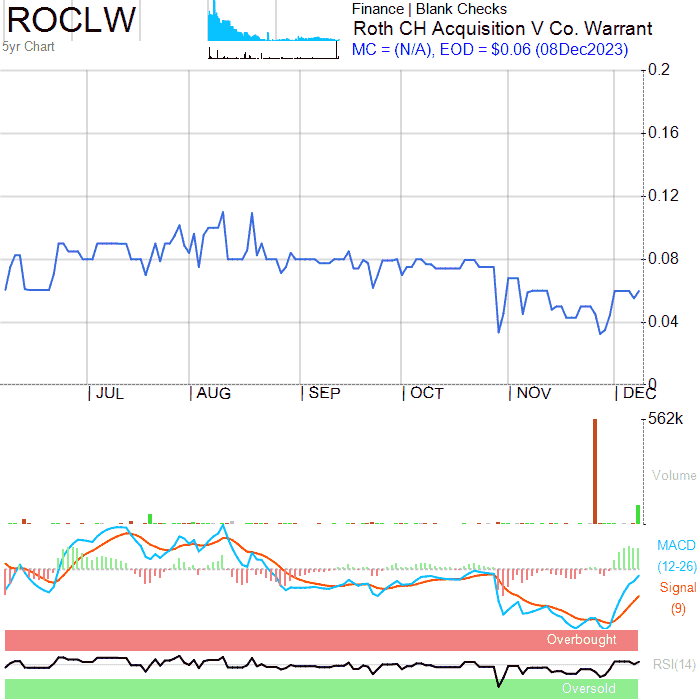 ROCLW
5yr Chart
Finance | Blank Checks
Roth CH Acquisition V Co. Warrant
MC = (N/A), EOD = $0.06 (08Dec2023)
0.2
0.16
0.12
0.08
0.04
0
JUL AUG SEP OCT NOV DEC
562k
Volume
MACD
(12-26)
Signal
(9)
Overbought
RSI(14)
Oversold